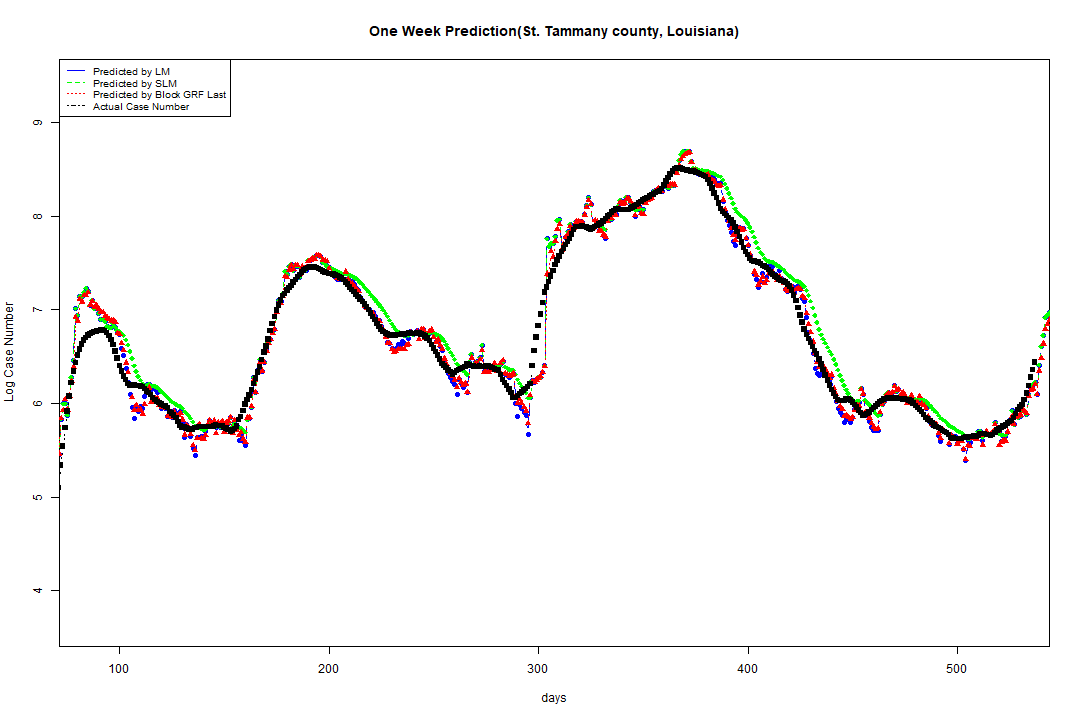 One Week Prediction(St. Tammany county, Louisiana)
Predicted by LM
Predicted by SLM
Predicted by Block GRF Last
Actual Case Number
9
8
7
6
5
4
Log Case Number
100 200 300 400 500
days